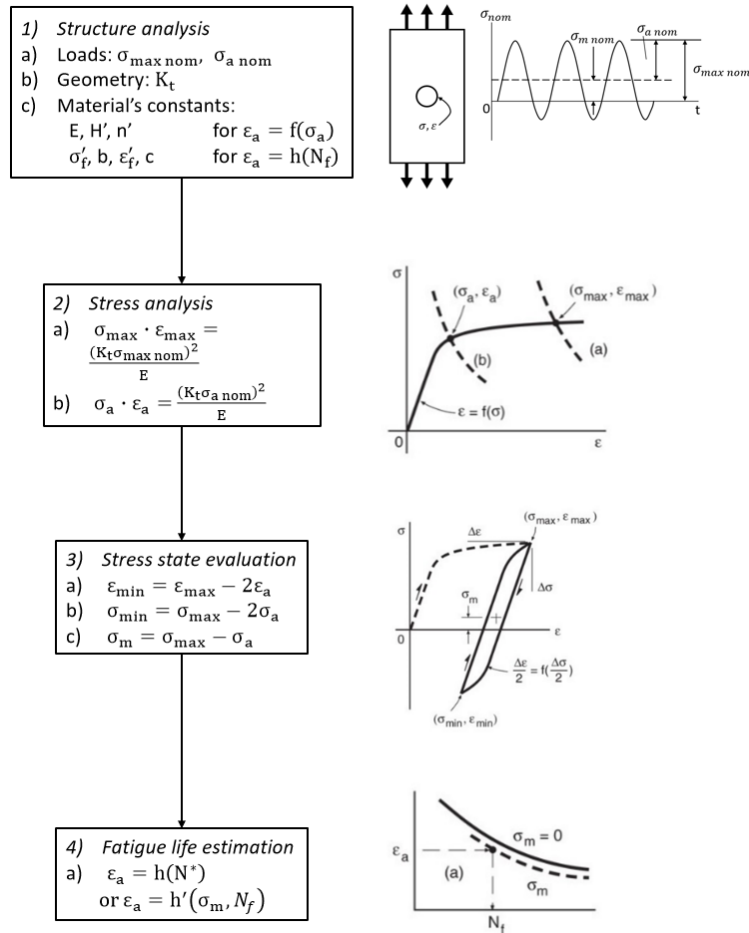 1) Structure analysis
a) Loads: σmax nom, σa nom
b) Geometry: Kt
c) Material's constants:
E, H', n' for εa = f(σa)
σ'f, b, ε'f, c for εa = h(Nf)
σ, ε
σnom
σm nom
σa nom
σmax nom
0
t
2) Stress analysis
a) σmax · εmax =
(Ktσmax nom)²
E
b) σa · εa = (Ktσa nom)²
E
σ
(σa, εa)
(σmax, εmax)
(b)
(a)
ε = f(σ)
0
ε
3) Stress state evaluation
a) εmin = εmax − 2εa
b) σmin = σmax − 2σa
c) σm = σmax − σa
(σmax, εmax)
σ
Δε
Δσ
σm
+
0
ε
Δε/2 = f(Δσ/2)
(σmin, εmin)
4) Fatigue life estimation
a) εa = h(N*)
or εa = h'(σm, Nf)
εa
σm = 0
(a)
σm
Nf